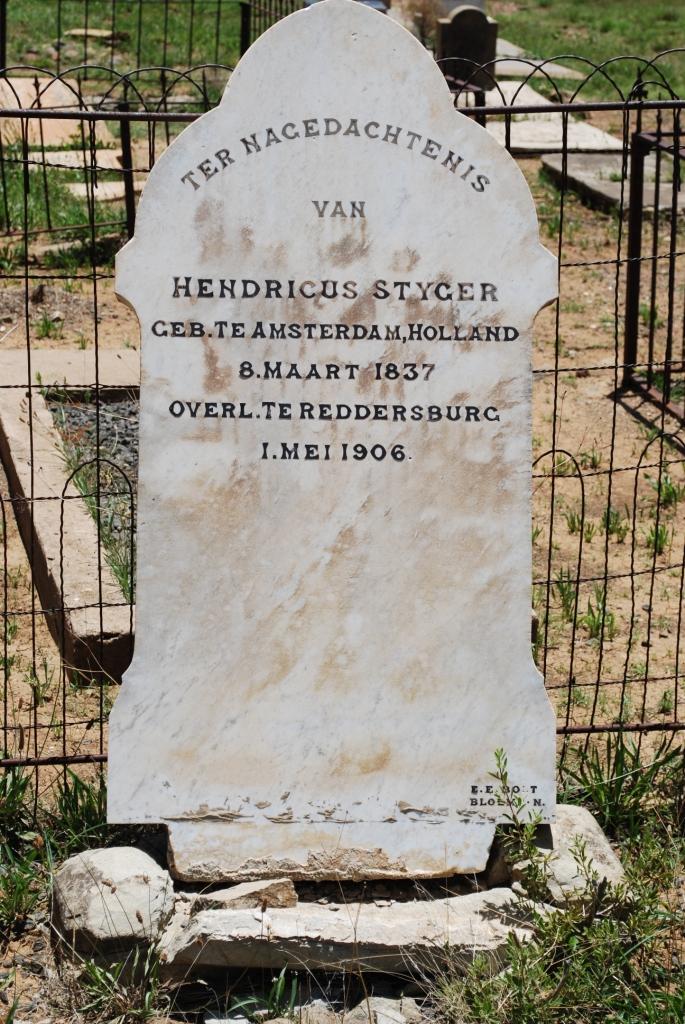 TER NAGEDACHTENIS
VAN
HENDRICUS STYGER
GEB. TE AMSTERDAM, HOLLAND
8. MAART 1837
OVERL. TE REDDERSBURG
1. MEI 1906.
E.E.